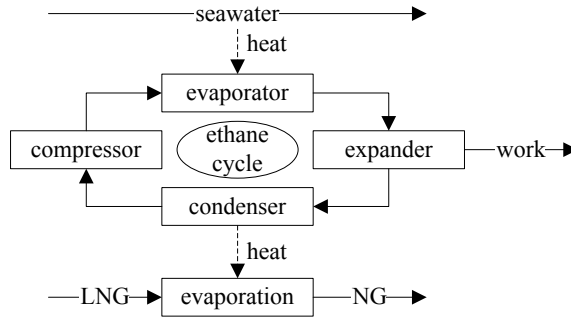 seawater
heat
evaporator
compressor
ethane
cycle
expander
work
condenser
heat
LNG
evaporation
NG